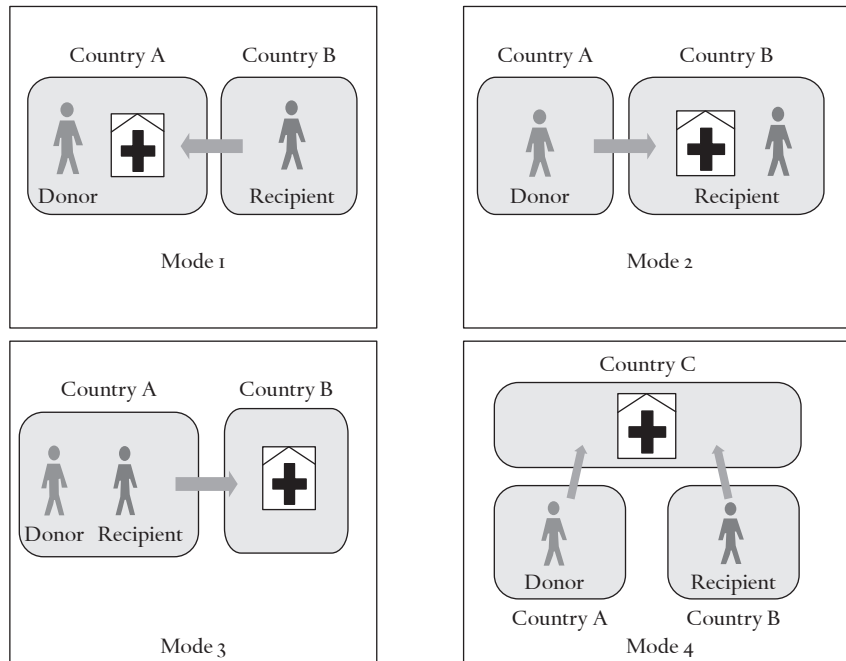 Country A
Country B
Donor
Recipient
Mode 1
Country A
Country B
Donor
Recipient
Mode 2
Country A
Country B
Donor
Recipient
Mode 3
Country C
Donor
Recipient
Country A
Country B
Mode 4